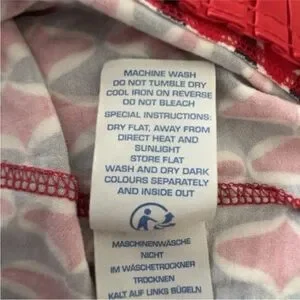 MACHINE WASH
DO NOT TUMBLE DRY
COOL IRON ON REVERSE
DO NOT BLEACH
SPECIAL INSTRUCTIONS:
DRY FLAT, AWAY FROM
DIRECT HEAT AND
SUNLIGHT
STORE FLAT
WASH AND DRY DARK
COLOURS SEPARATELY
AND INSIDE OUT
MASCHINENWÄSCHE
NICHT
IM WÄSCHETROCKNER
TROCKNEN
KALT AUF LINKS BÜGELN